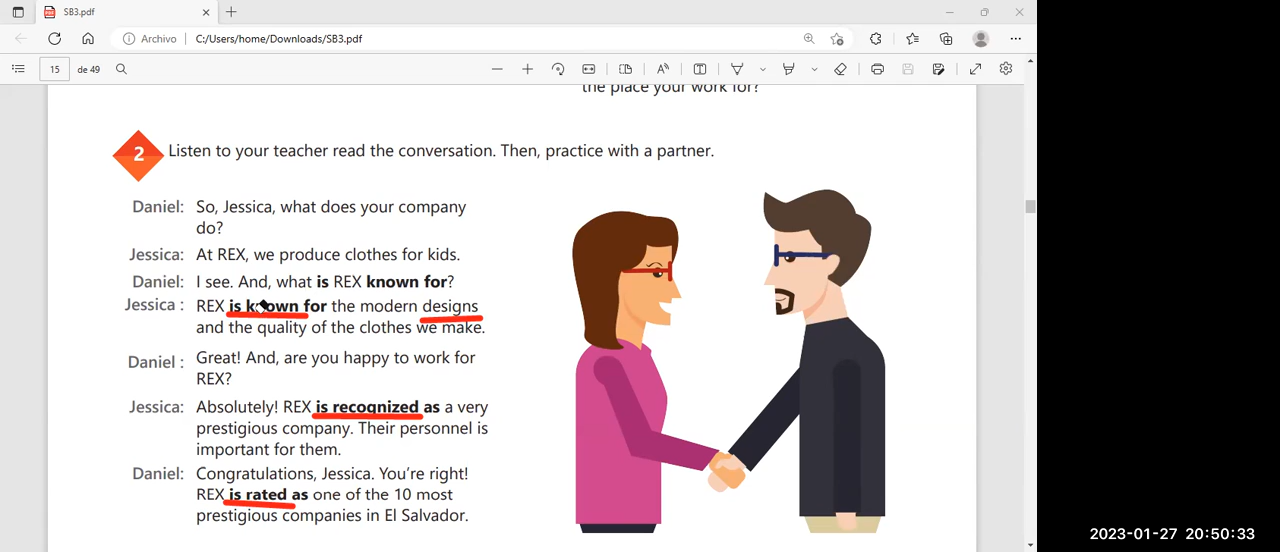 SB3.pdf
Archivo C:/Users/home/Downloads/SB3.pdf
15 de 49
the place your work for?
2 Listen to your teacher read the conversation. Then, practice with a partner.
Daniel: So, Jessica, what does your company
do?
Jessica: At REX, we produce clothes for kids.
Daniel: I see. And, what is REX known for?
Jessica : REX is known for the modern designs
and the quality of the clothes we make.
Daniel : Great! And, are you happy to work for
REX?
Jessica: Absolutely! REX is recognized as a very
prestigious company. Their personnel is
important for them.
Daniel: Congratulations, Jessica. You’re right!
REX is rated as one of the 10 most
prestigious companies in El Salvador.
2023-01-27 20:50:33